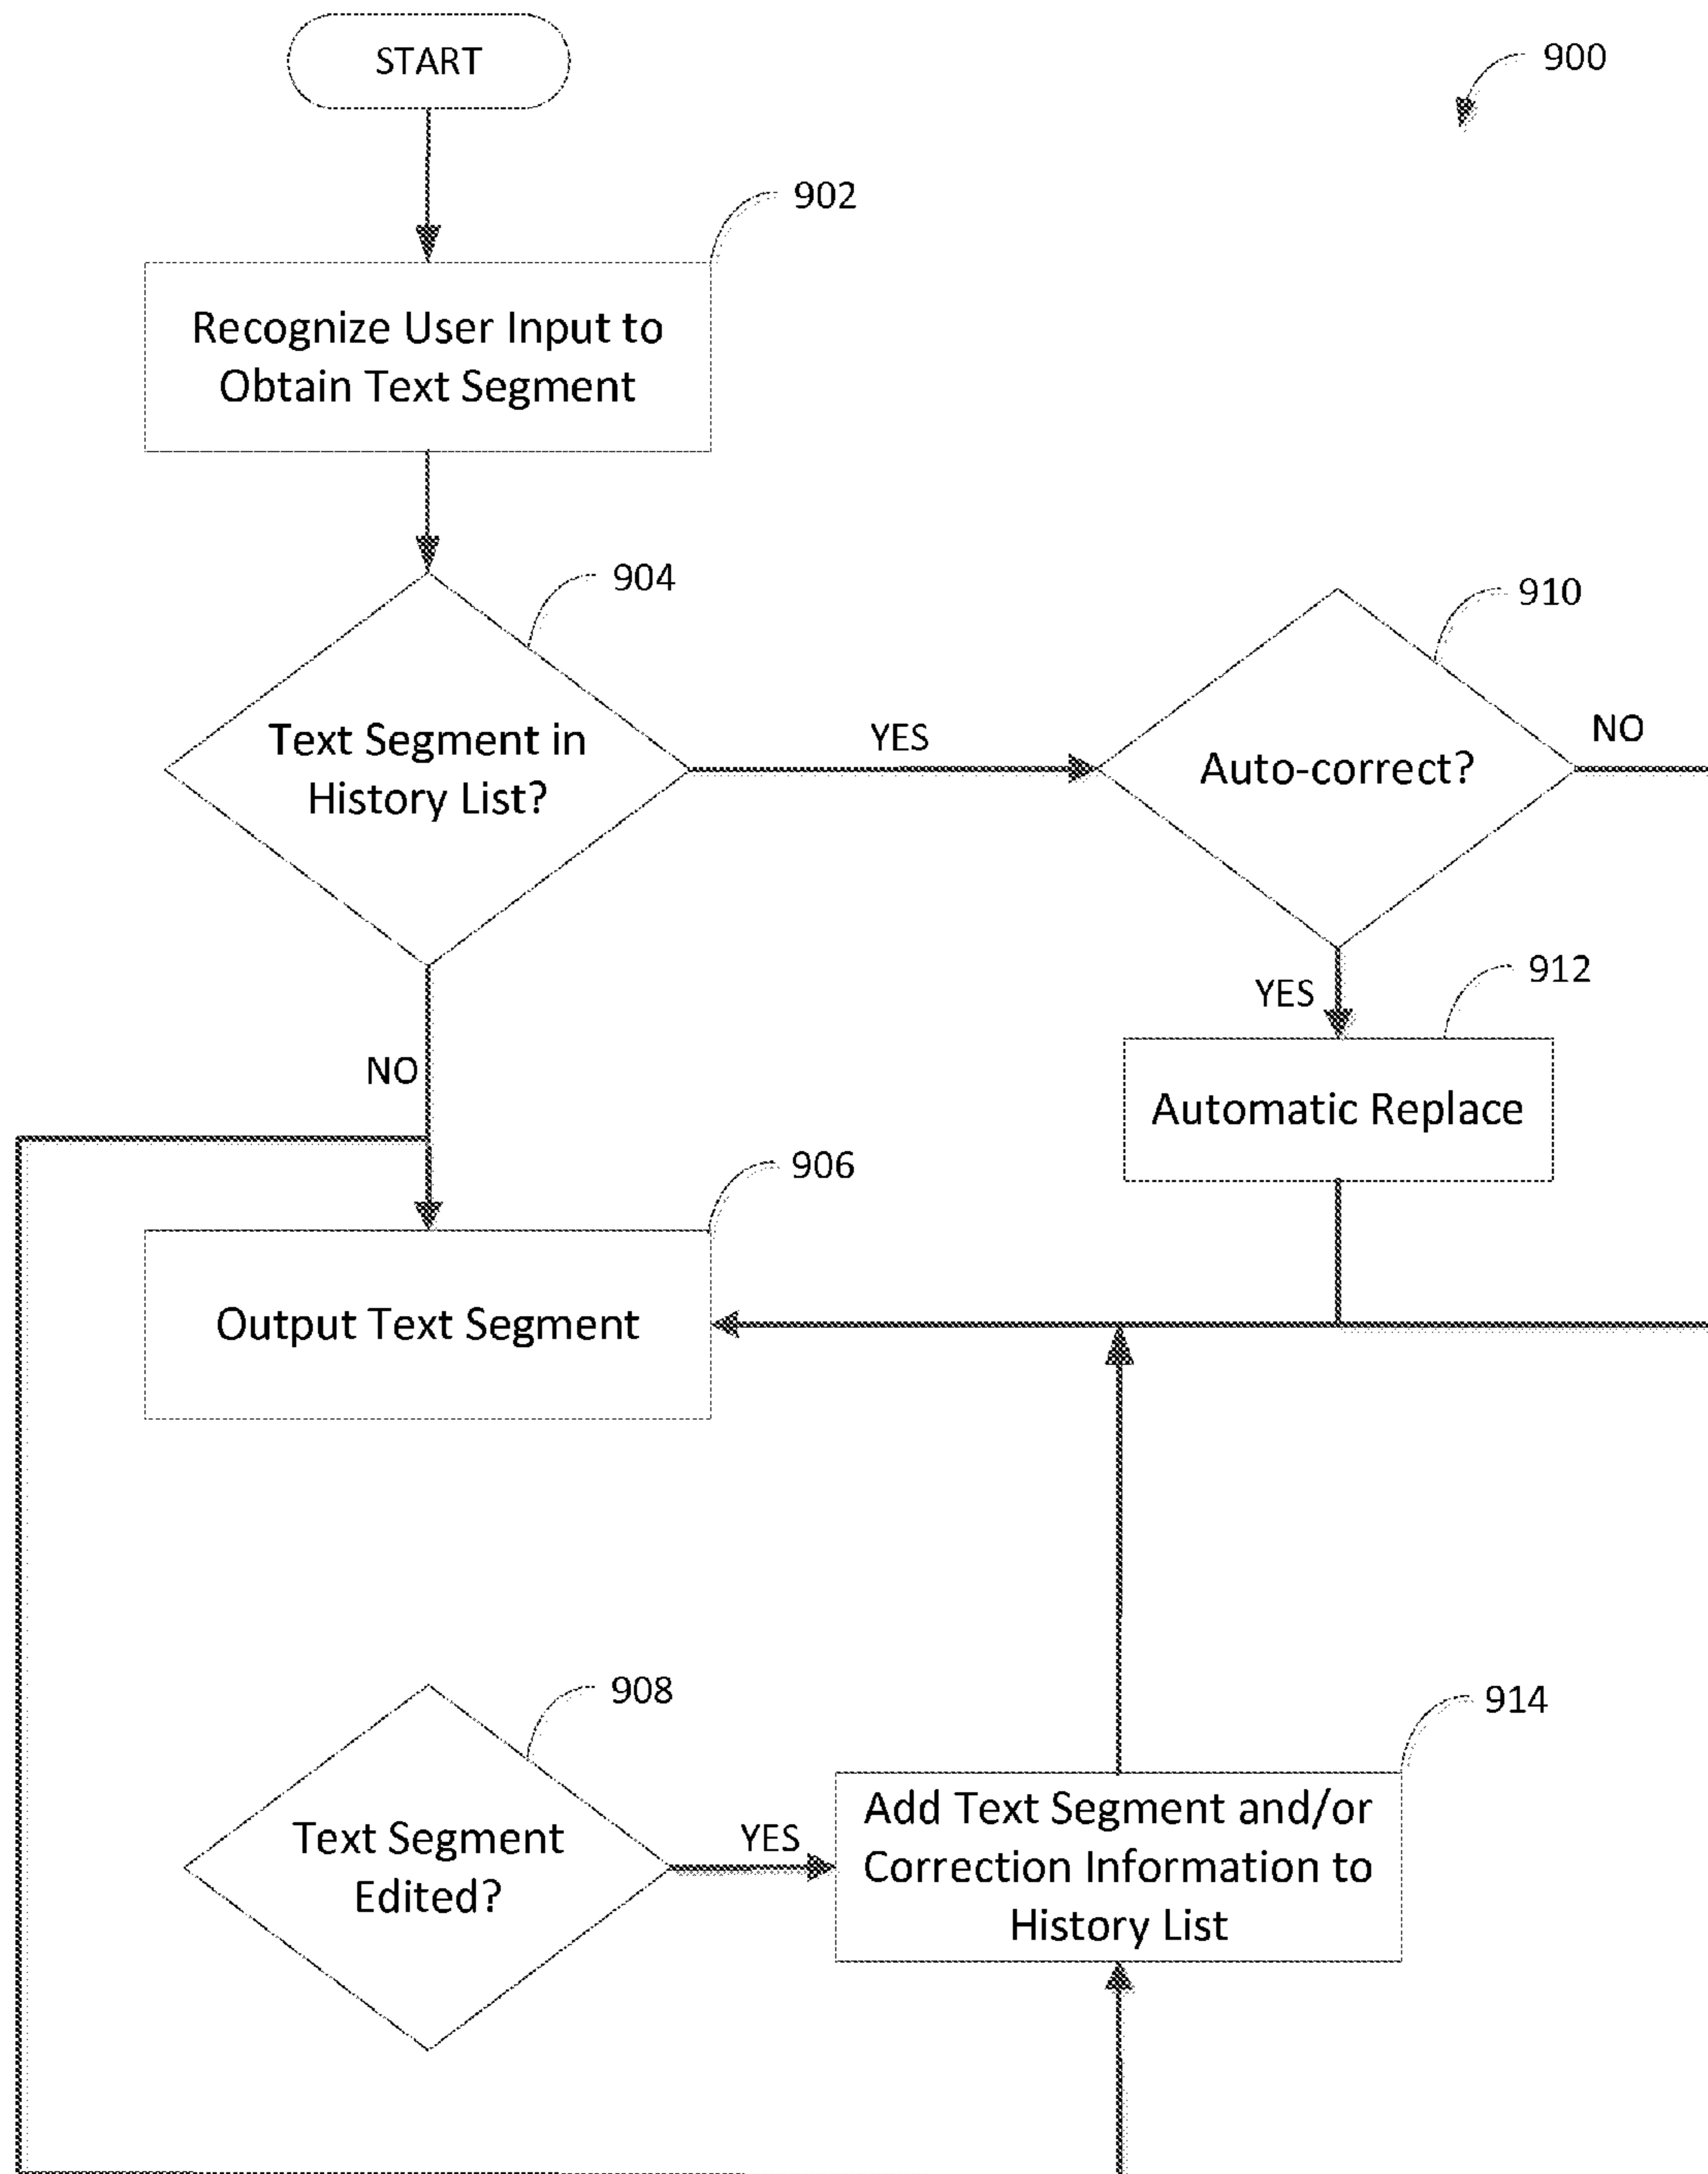 START
900
902
Recognize User Input to
Obtain Text Segment
904
Text Segment in
History List?
YES
910
Auto-correct?
NO
YES
912
Automatic Replace
NO
906
Output Text Segment
908
Text Segment
Edited?
YES
914
Add Text Segment and/or
Correction Information to
History List